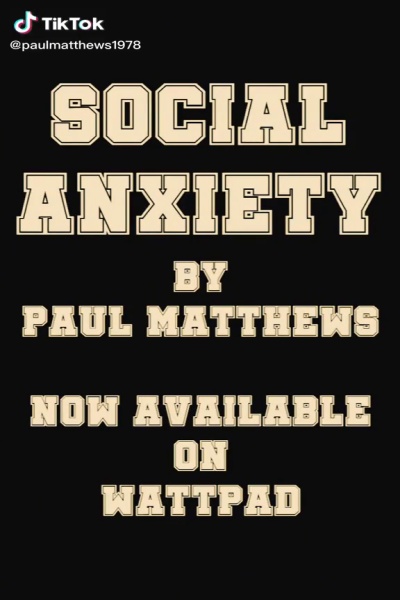 TikTok
@paulmatthews1978
SOCIAL
ANXIETY
BY
PAUL MATTHEWS
NOW AVAILABLE
ON
WATTPAD